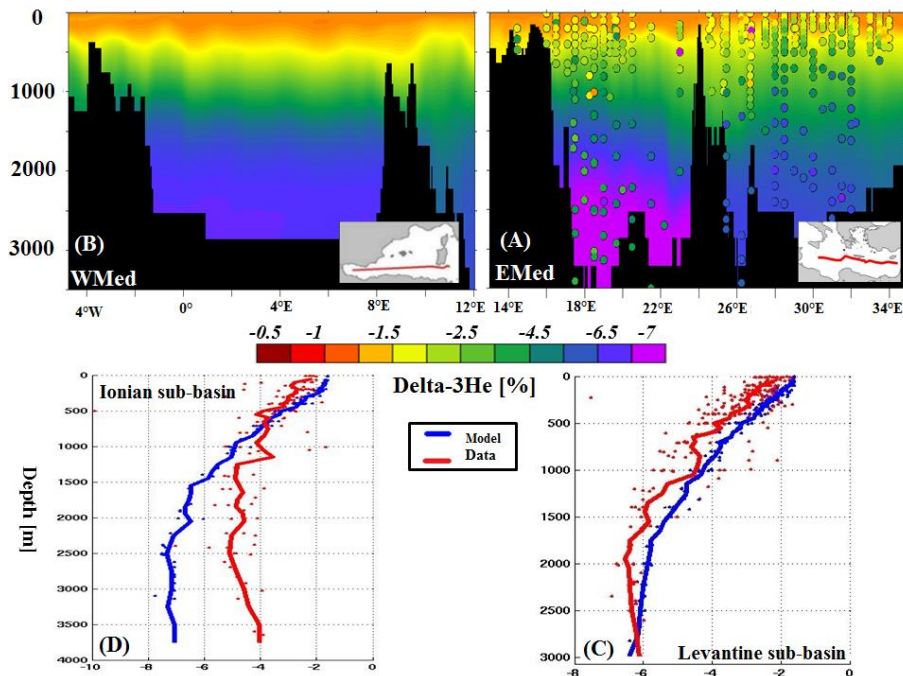 0
1000
2000
3000
(B)
WMed
4°W 0° 4°E 8°E 12°E
(A)
EMed
14°E 18°E 22°E 26°E 30°E 34°E
-0.5 -1 -1.5 -2.5 -4.5 -6.5 -7
Delta-3He [%]
Ionian sub-basin
0
500
1000
1500
2000
2500
3000
3500
4000
-10 -8 -6 -4 -2 0
(D)
Depth [m]
Model
Data
0
500
1000
1500
2000
2500
3000
-8 -6 -4 -2 0
(C)
Levantine sub-basin